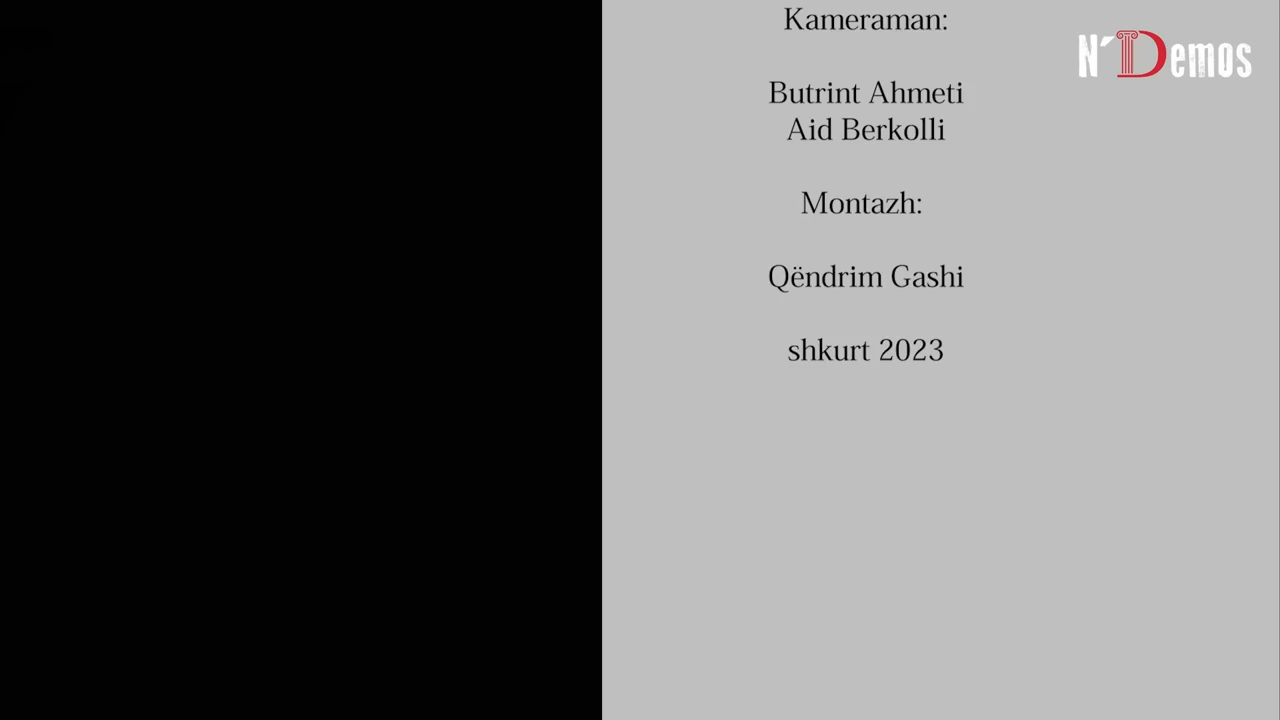 Kameraman:
N'Demos
Butrint Ahmeti
Aid Berkolli
Montazh:
Qëndrim Gashi
shkurt 2023